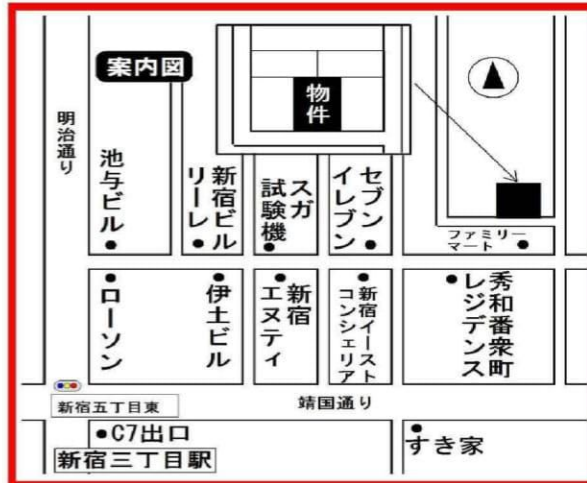 案内図
物件
明治通り
池与ビル
新宿ビル
リーレ
スガ
試験機
セブン
イレブン
ファミリー
マート
ローソン
伊土ビル
新宿
エヌティ
新宿イースト
コンシェリア
秀和番衆町
レジデンス
新宿五丁目東
靖国通り
C7出口
新宿三丁目駅
すき家